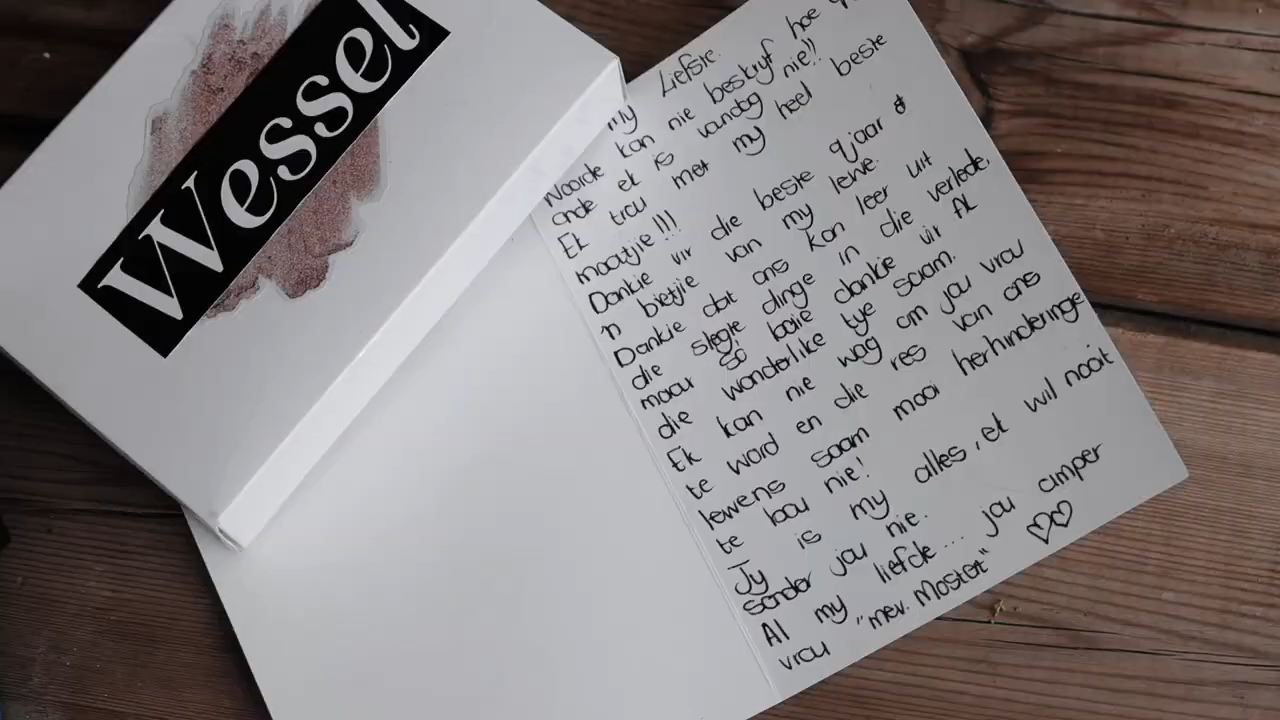 Wessel
My Liefste.
Woorde kan nie beskryf hoe
ek is vandag nie!!
Ek trou met my heel beste
maatjie!!!
Dankie vir die beste 9jaar &
'n bietjie van my lewe.
Dankie dat ons kon leer uit
die slegte dinge in die verlede,
maar so baie dankie vir AL
die wonderlike tye saam.
Ek kan nie wag om jou vrou
te word en die res van ons
lewens saam mooi herhinderinge
te bou nie!
Jy is my alles, ek wil nooit
sonder jou nie.
Al my liefde... jou amper
vrou "mev. Mostert"